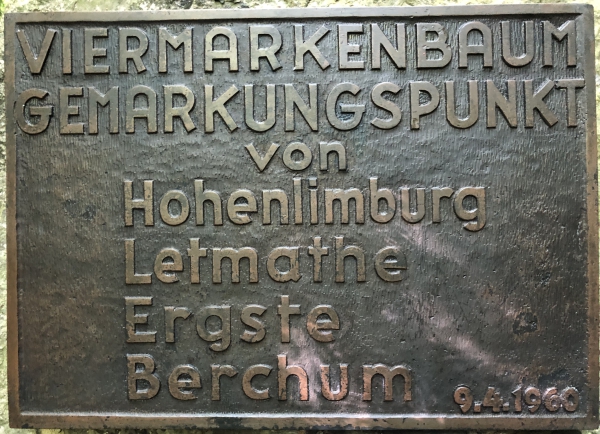 VIERMARKENBAUM
GEMARKUNGSPUNKT
von
Hohenlimburg
Letmathe
Ergste
Berchum
9.4.1960